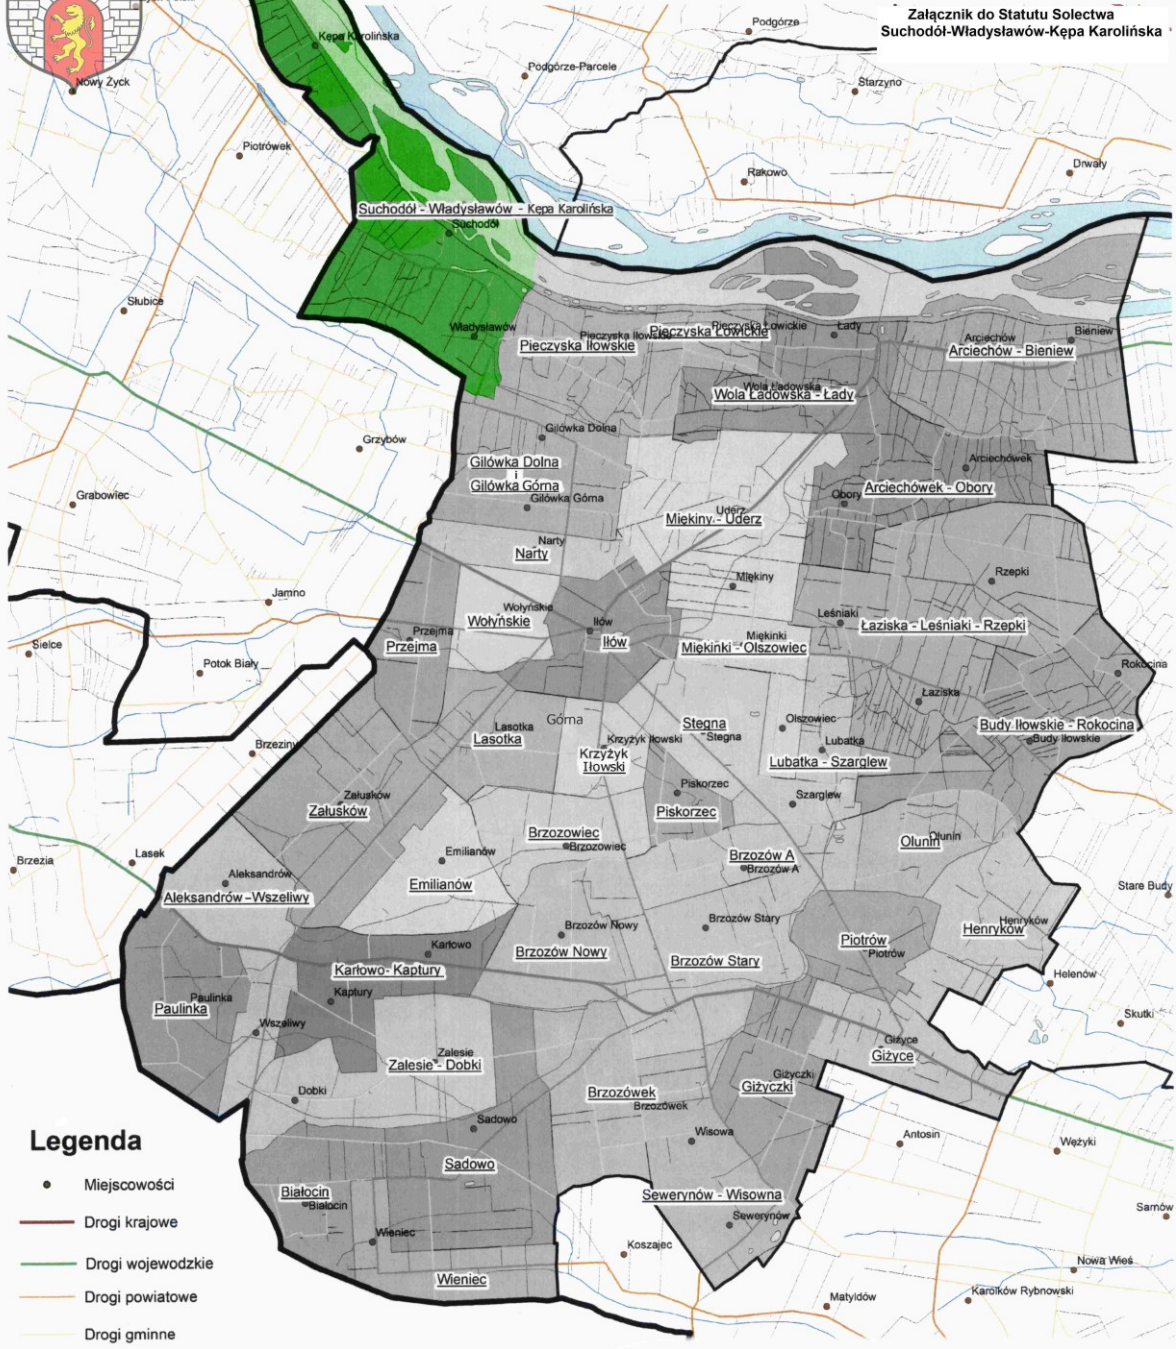 Załącznik do Statutu Solectwa
Suchodół-Władysławów-Kępa Karolińska
Podgórze
Kępa Karolińska
Podgórze-Parcele
Nowy Życk
Starzyno
Piotrówek
Rakowo
Drwały
Suchodół - Władysławów - Kępa Karolińska
Suchodół
Słubice
Władysławów
Pieczyska Iłowskie
Pieczyska Iłowskie
Pieczyska Łowickie
Pieczyska Łowickie
Łady
Arciechów
Bieniew
Arciechów - Bieniew
Wola Ładowska
Wola Ładowska - Łady
Gilówka Dolna
Grzybów
Gilówka Dolna
i
Gilówka Górna
Gilówka Górna
Arciechówek
Arciechówek - Obory
Obory
Grabowiec
Uderz
Miękiny - Uderz
Narty
Narty
Miękiny
Rzepki
Jamno
Wołyńskie
Wołyńskie
Iłów
Iłów
Leśniaki
Łaziska - Leśniaki - Rzepki
Miękinki
Miękinki - Olszowiec
Sielce
Przejma
Przejma
Potok Biały
Rokocina
Łaziska
Górna
Lasotka
Lasotka
Stegna
Stegna
Olszowiec
Budy Iłowskie - Rokocina
Budy Iłowskie
Brzeziny
Krzyżyk Iłowski
Krzyżyk
Iłowski
Lubatka
Lubatka - Szarglew
Piskorzec
Piskorzec
Szarglew
Załusków
Załusków
Brzozowiec
Brzozowiec
Olunin
Olunin
Brzezia
Lasek
Emilianów
Emilianów
Brzozów A
Brzozów A
Aleksandrów
Aleksandrów -Wszeliwy
Stare Budy
Brzozów Nowy
Brzozów Nowy
Brzozów Stary
Brzozów Stary
Henryków
Henryków
Piotrów
Piotrów
Karłowo
Karłowo- Kaptury
Kaptury
Helenów
Paulinka
Paulinka
Wszeliwy
Skutki
Giżyce
Giżyce
Zalesie
Zalesie - Dobki
Dobki
Giżyczki
Giżyczki
Brzozówek
Brzozówek
Legenda
Sadowo
Sadowo
Wisowa
Antosin
Wężyki
Miejscowości
Białocin
Białocin
Sewerynów - Wisowna
Sewerynów
Sarnów
Drogi krajowe
Wieniec
Wieniec
Koszajec
Nowa Wieś
Drogi wojewodzkie
Drogi powiatowe
Matyldów
Karolków Rybnowski
Drogi gminne